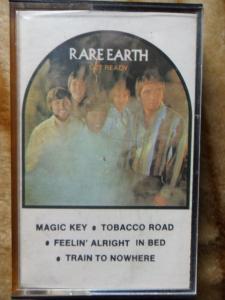 RARE EARTH
GET READY
MAGIC KEY • TOBACCO ROAD
• FEELIN' ALRIGHT IN BED
• TRAIN TO NOWHERE